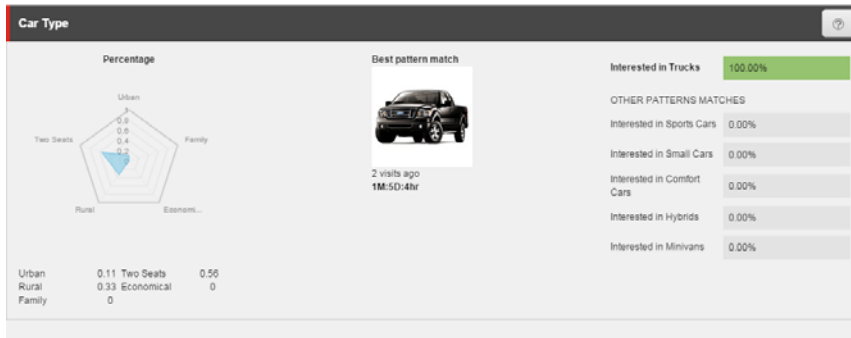 Car Type
?
Percentage
Urban
1
0.8
0.6
0.4
0.2
0
Two Seats
Family
Rural
Economi...
Urban 0.11 Two Seats 0.56
Rural 0.33 Economical 0
Family 0
Best pattern match
2 visits ago
1M:5D:4hr
Interested in Trucks 100.00%
OTHER PATTERNS MATCHES
Interested in Sports Cars 0.00%
Interested in Small Cars 0.00%
Interested in Comfort
Cars 0.00%
Interested in Hybrids 0.00%
Interested in Minivans 0.00%